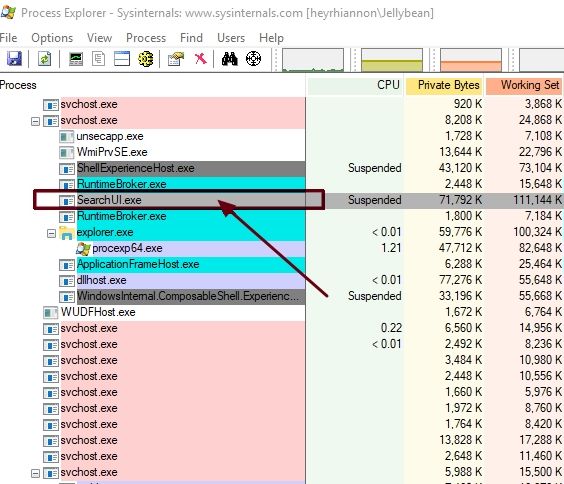 Process Explorer - Sysinternals: www.sysinternals.com [heyrhiannon\Jellybean]
File Options View Process Find Users Help
Process CPU Private Bytes Working Set
svchost.exe 920 K 3,868 K
svchost.exe 8,208 K 24,868 K
unsecapp.exe 1,728 K 7,108 K
WmiPrvSE.exe 13,644 K 22,796 K
ShellExperienceHost.exe Suspended 43,120 K 73,104 K
RuntimeBroker.exe 2,448 K 15,648 K
SearchUI.exe Suspended 71,792 K 111,144 K
RuntimeBroker.exe 1,800 K 7,184 K
explorer.exe < 0.01 59,776 K 100,324 K
procexp64.exe 1.21 47,712 K 82,648 K
ApplicationFrameHost.exe 6,288 K 25,464 K
dllhost.exe < 0.01 77,276 K 55,648 K
WindowsInternal.ComposableShell.Experienc... Suspended 33,196 K 55,668 K
WUDFHost.exe 1,672 K 6,764 K
svchost.exe 0.22 6,560 K 14,956 K
svchost.exe < 0.01 2,492 K 8,236 K
svchost.exe 3,484 K 10,980 K
svchost.exe 2,448 K 10,556 K
svchost.exe 1,660 K 5,976 K
svchost.exe 1,972 K 8,760 K
svchost.exe 1,764 K 8,420 K
svchost.exe 13,828 K 17,288 K
svchost.exe 2,648 K 11,460 K
svchost.exe 5,988 K 15,500 K